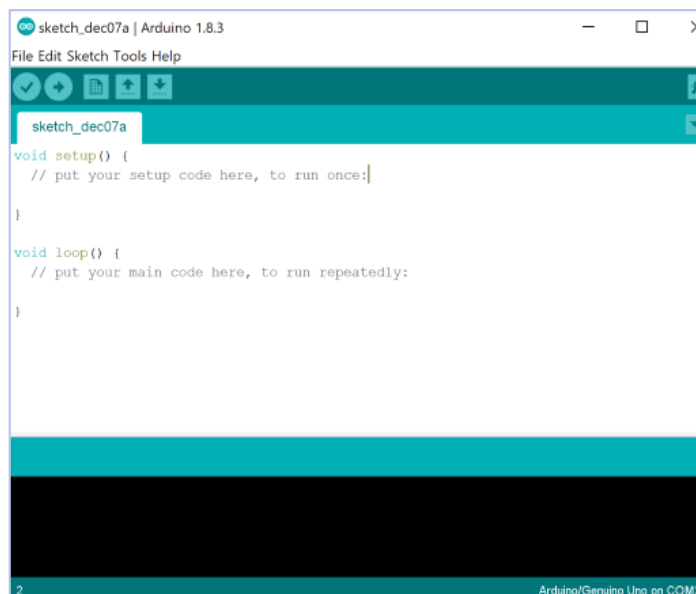 sketch_dec07a | Arduino 1.8.3
File Edit Sketch Tools Help
sketch_dec07a
void setup() {
// put your setup code here, to run once:
}
void loop() {
// put your main code here, to run repeatedly:
}
2 Arduino/Genuino Uno on